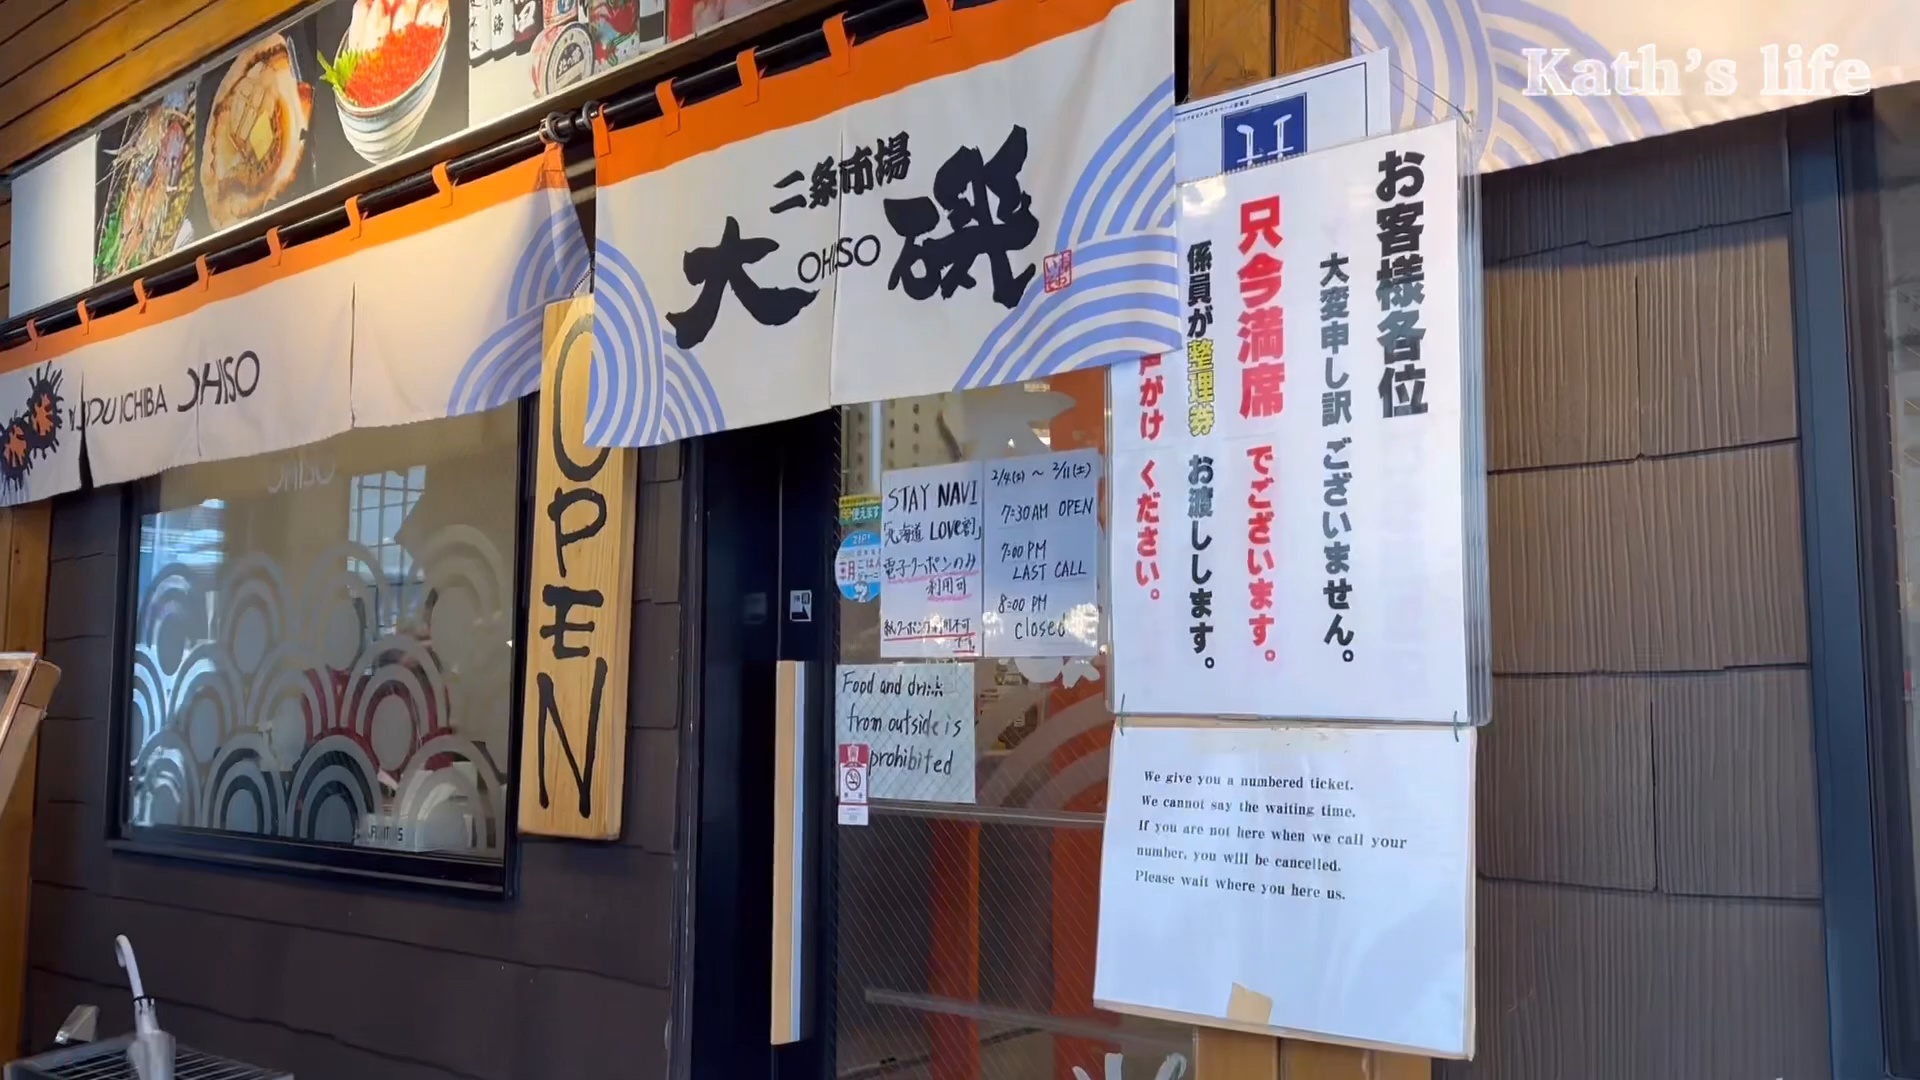 Kath's life
二条市場
大 OHISO 磯
ICHIBA OHISO
OPEN
お客様各位
大変申し訳ございません。
只今満席 でございます。
係員が整理券 お渡しします。
声がけ ください。
STAY NAVI
「北海道 LOVE割」
電子クーポンのみ
利用可
2/4(土) ～ 2/11(土)
7:30AM OPEN
7:00 PM
LAST CALL
8:00 PM
closed
使えます
Food and drink
from outside is
prohibited
We give you a numbered ticket.
We cannot say the waiting time.
If you are not here when we call your
number, you will be cancelled.
Please wait where you here us.